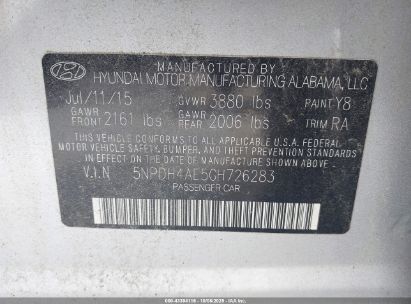 MANUFACTURED BY
HYUNDAI MOTOR MANUFACTURING ALABAMA, LLC
Jul/11/15 GVWR 3880 lbs PAINT Y8
GAWR FRONT 2161 lbs GAWR REAR 2006 lbs TRIM RA
THIS VEHICLE CONFORMS TO ALL APPLICABLE U.S.A. FEDERAL
MOTOR VEHICLE SAFETY, BUMPER, AND THEFT PREVENTION STANDARDS
IN EFFECT ON THE DATE OF MANUFACTURE SHOWN ABOVE.
V.I.N 5NPDH4AE5GH726283
PASSENGER CAR